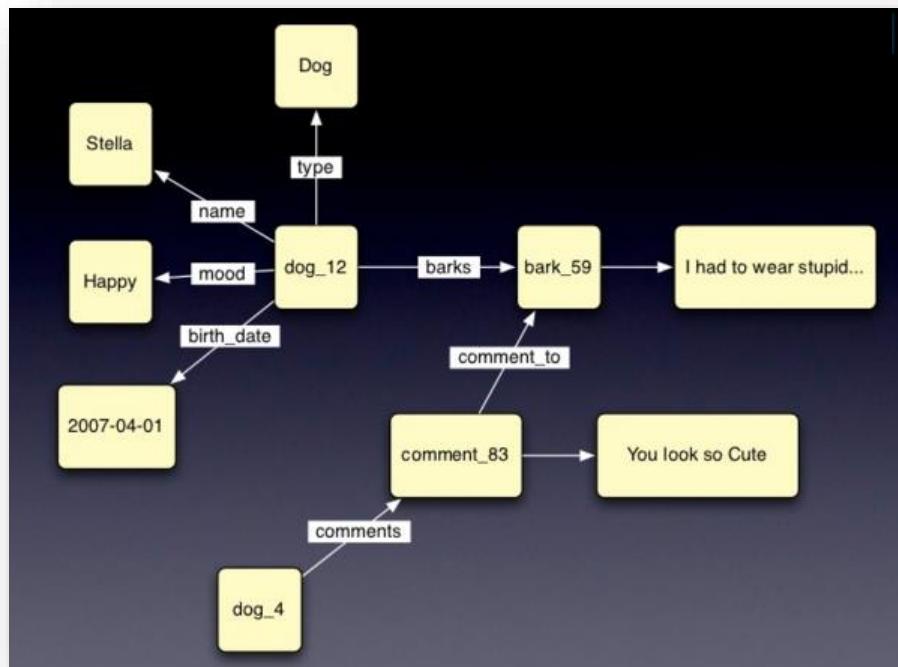 Dog
Stella
type
name
Happy
mood
dog_12
barks
bark_59
I had to wear stupid...
birth_date
comment_to
2007-04-01
comment_83
You look so Cute
comments
dog_4